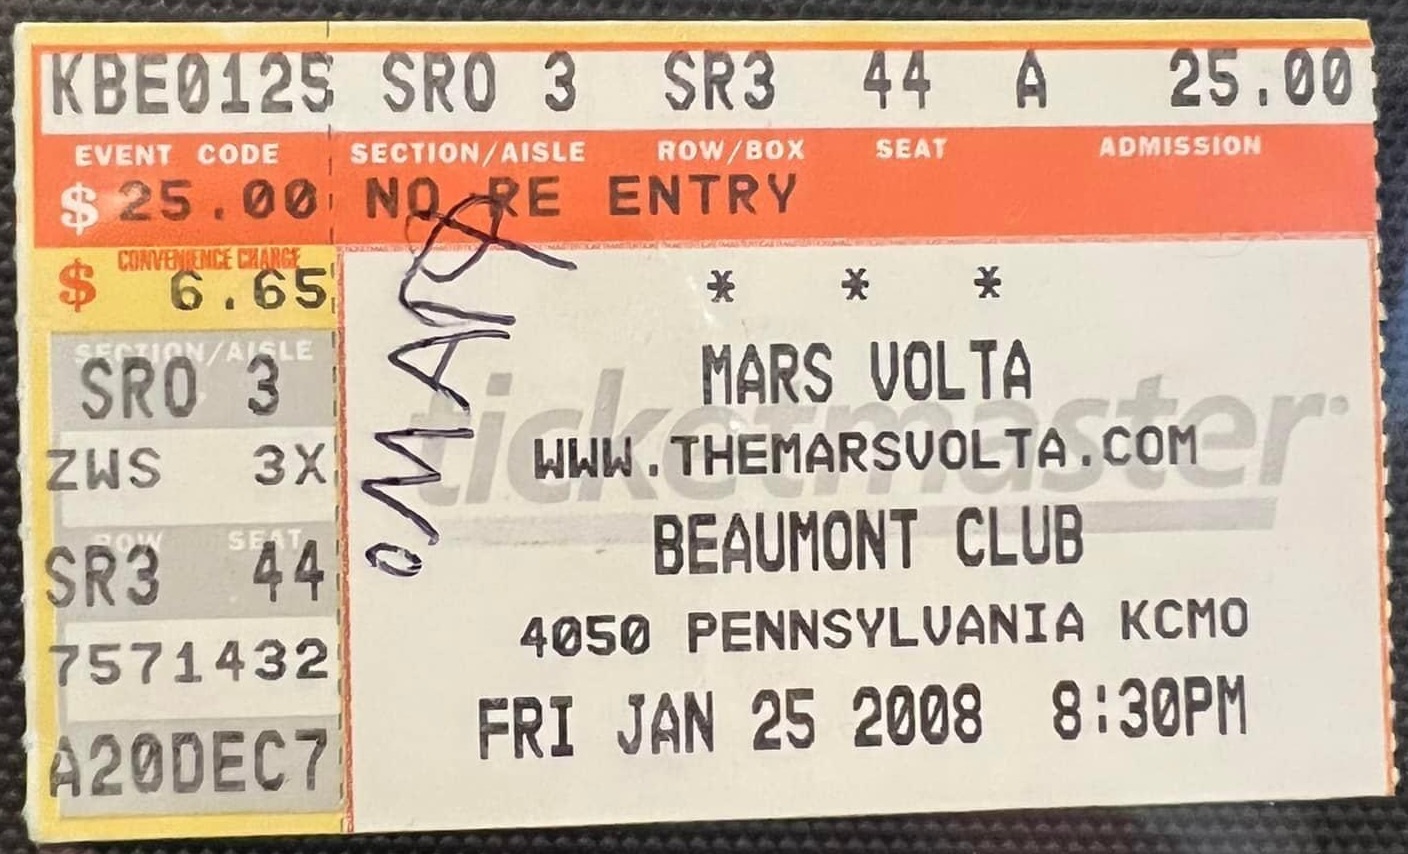 KBE0125 SRO 3 SR3 44 A 25.00
EVENT CODE SECTION/AISLE ROW/BOX SEAT ADMISSION
$ 25.00 NO RE ENTRY
CONVENIENCE CHARGE
$ 6.65
SECTION/AISLE
SRO 3
ZWS 3X
ROW SEAT
SR3 44
7571432
A20DEC7
OMAR
* * *
MARS VOLTA
ticketmaster
WWW.THEMARSVOLTA.COM
BEAUMONT CLUB
4050 PENNSYLVANIA KCMO
FRI JAN 25 2008 8:30PM